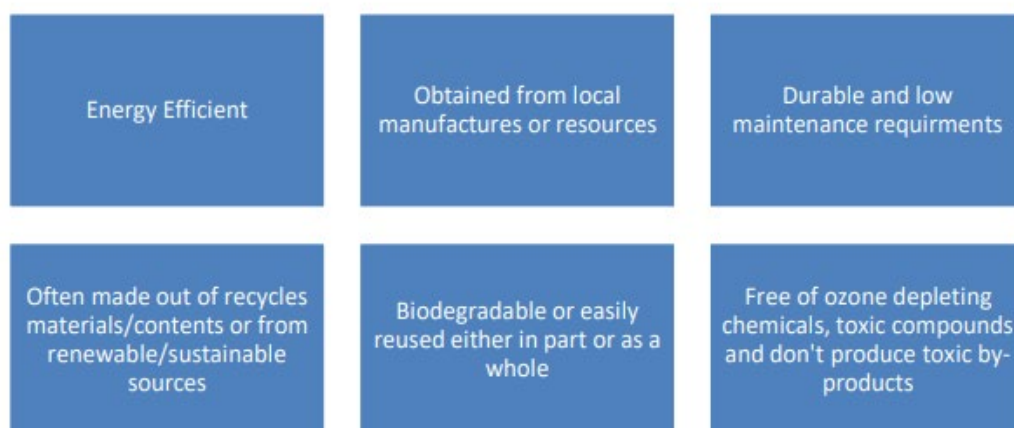 Energy Efficient
Obtained from local
manufactures or resources
Durable and low
maintenance requirments
Often made out of recycles
materials/contents or from
renewable/sustainable
sources
Biodegradable or easily
reused either in part or as a
whole
Free of ozone depleting
chemicals, toxic compounds
and don't produce toxic by-
products